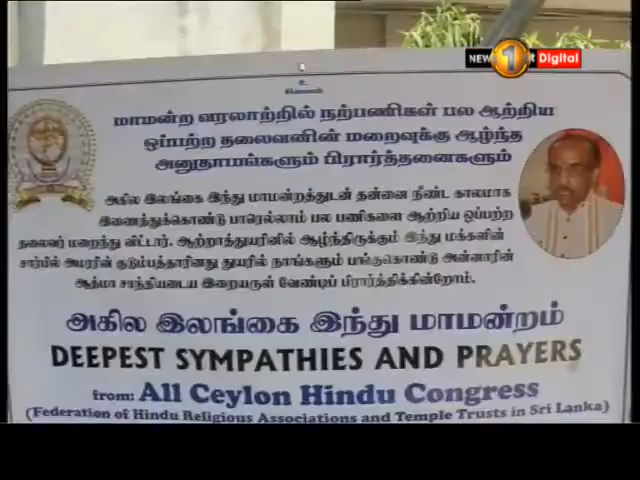 NEWS 1st Digital
உ
சிவமயம்
மாமன்ற வரலாற்றில் நற்பணிகள் பல ஆற்றிய
ஒப்பற்ற தலைவனின் மறைவுக்கு ஆழ்ந்த
அனுதாபங்களும் பிரார்த்தனைகளும்
அகில இலங்கை இந்து மாமன்றத்துடன் தன்னை நீண்ட காலமாக
இணைத்துக்கொண்டு பாரெல்லாம் பல பணிகளை ஆற்றிய ஒப்பற்ற
தலைவர் மறைந்து விட்டார். ஆற்றாத்துயரினில் ஆழ்ந்திருக்கும் இந்து மக்களின்
சார்பில் அமரரின் குடும்பத்தாரினது துயரில் நாங்களும் பங்குகொண்டு அன்னாரின்
ஆத்மா சாந்தியடைய இறையருள் வேண்டிப் பிரார்த்திக்கின்றோம்.
அகில இலங்கை இந்து மாமன்றம்
DEEPEST SYMPATHIES AND PRAYERS
from: All Ceylon Hindu Congress
(Federation of Hindu Religious Associations and Temple Trusts in Sri Lanka)